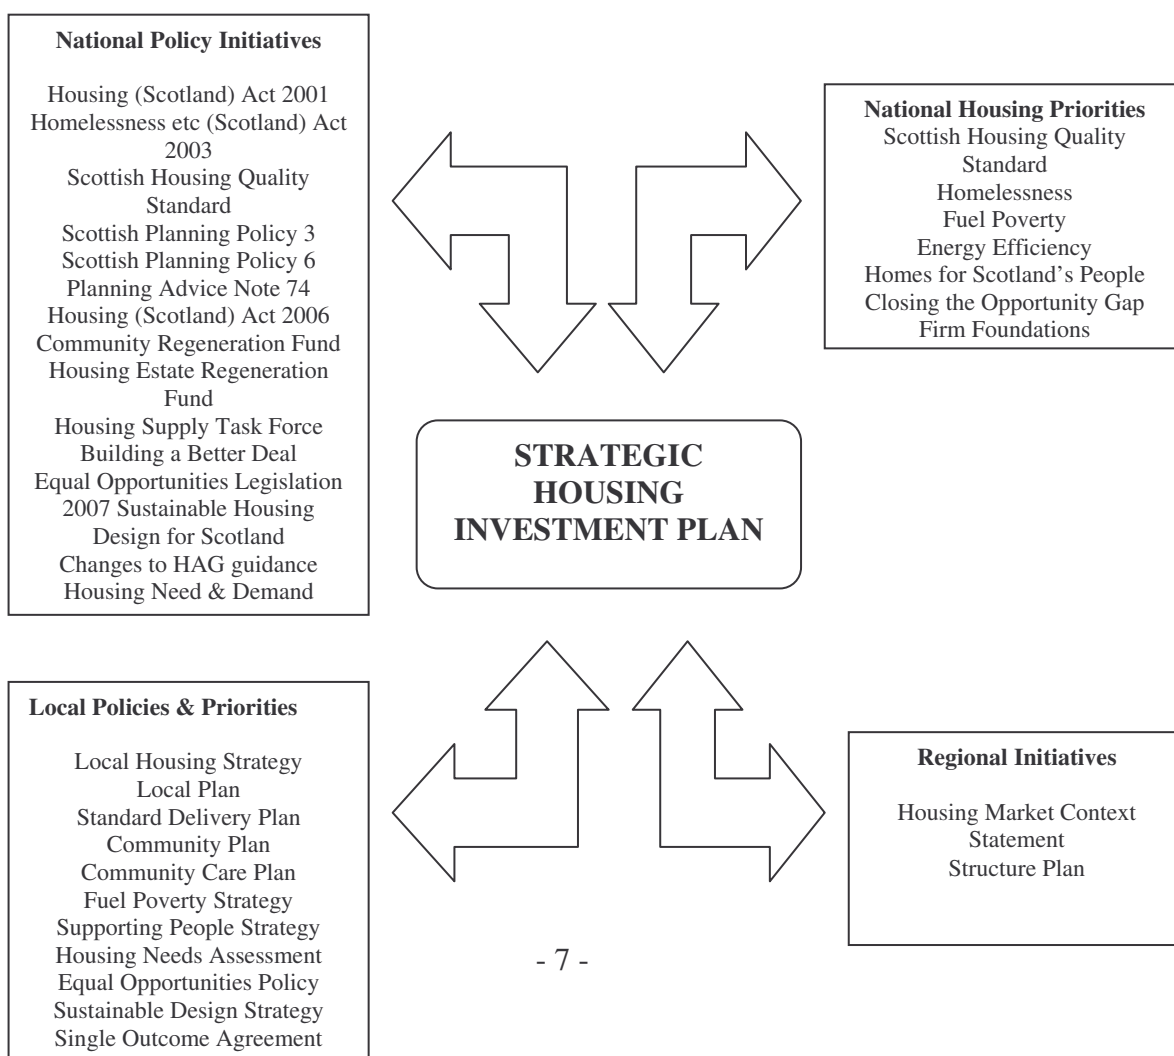 National Policy Initiatives
Housing (Scotland) Act 2001
Homelessness etc (Scotland) Act
2003
Scottish Housing Quality
Standard
Scottish Planning Policy 3
Scottish Planning Policy 6
Planning Advice Note 74
Housing (Scotland) Act 2006
Community Regeneration Fund
Housing Estate Regeneration
Fund
Housing Supply Task Force
Building a Better Deal
Equal Opportunities Legislation
2007 Sustainable Housing
Design for Scotland
Changes to HAG guidance
Housing Need & Demand
National Housing Priorities
Scottish Housing Quality
Standard
Homelessness
Fuel Poverty
Energy Efficiency
Homes for Scotland’s People
Closing the Opportunity Gap
Firm Foundations
STRATEGIC
HOUSING
INVESTMENT PLAN
Local Policies & Priorities
Local Housing Strategy
Local Plan
Standard Delivery Plan
Community Plan
Community Care Plan
Fuel Poverty Strategy
Supporting People Strategy
Housing Needs Assessment
Equal Opportunities Policy
Sustainable Design Strategy
Single Outcome Agreement
Regional Initiatives
Housing Market Context
Statement
Structure Plan
- 7 -